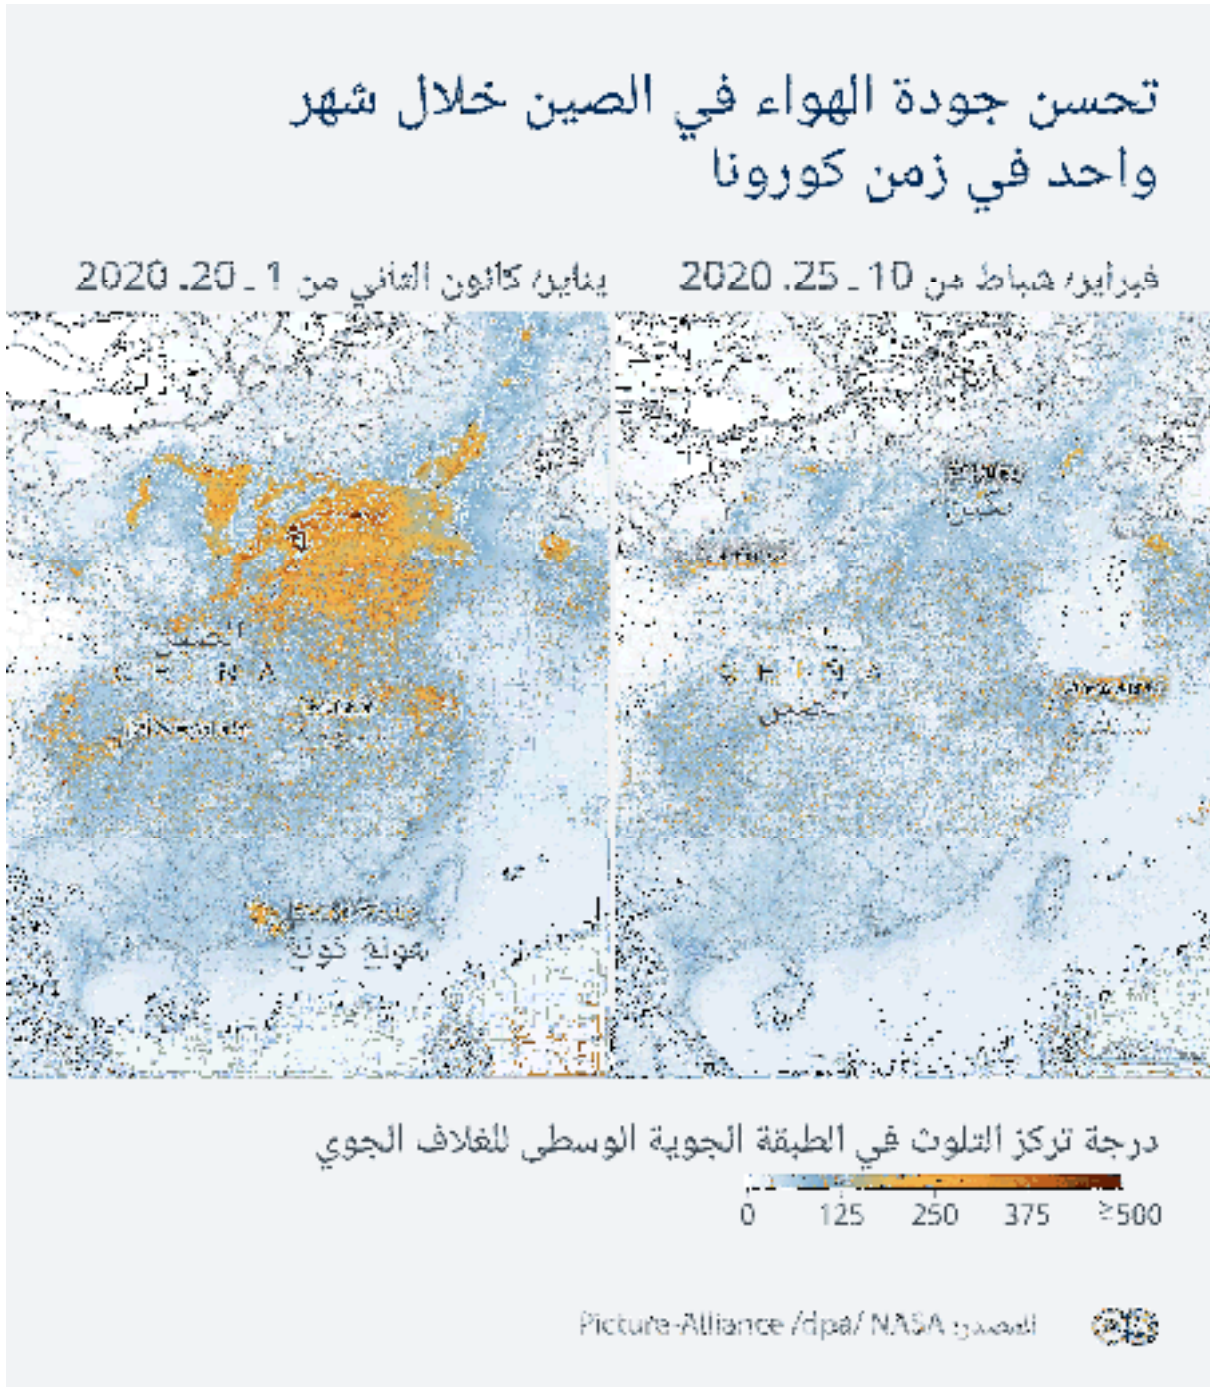 تحسن جودة الهواء في الصين خلال شهر
واحد في زمن كورونا
فبراير/ شباط من 10 ـ 25. 2020
يناير/ كانون الثاني من 1 ـ 20. 2020
الصين
C H I N A
C H I N A
هونغ كونغ
درجة تركز التلوث في الطبقة الجوية الوسطى للغلاف الجوي
0 125 250 375 ≥500
المصدر: Picture-Alliance /dpa/ NASA